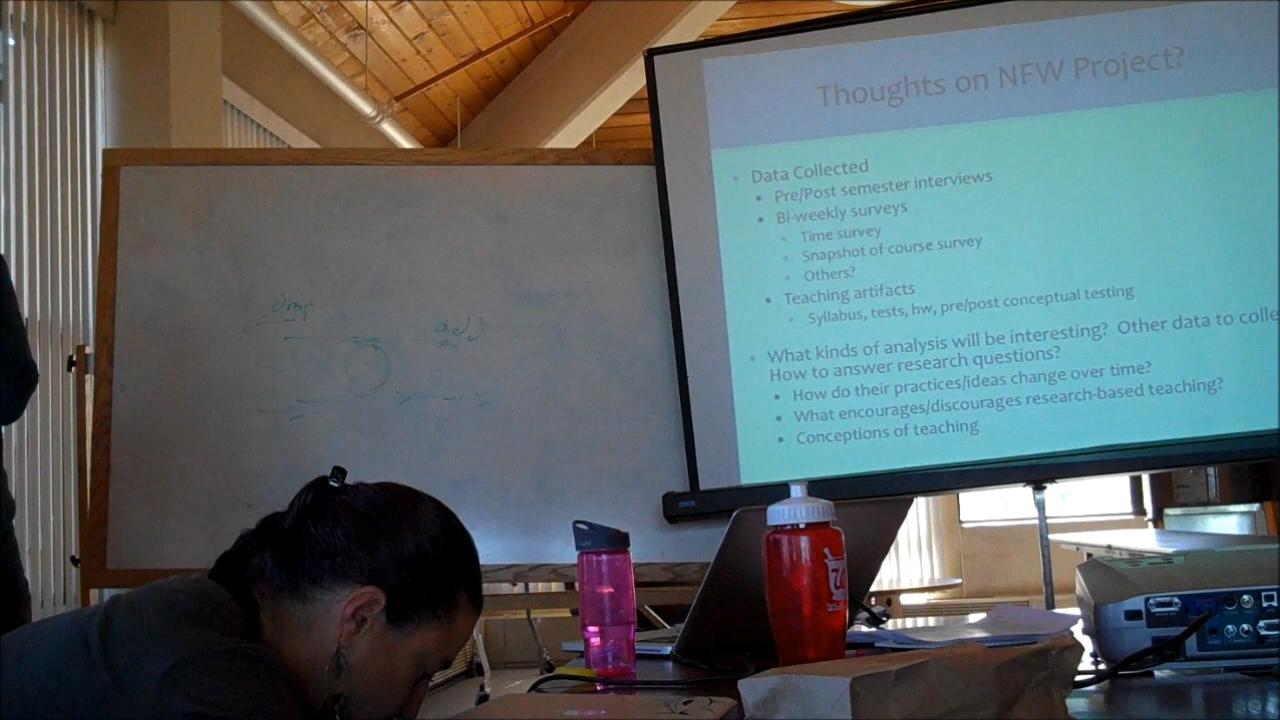 Thoughts on NFW Project?
Data Collected
Pre/Post semester interviews
Bi-weekly surveys
Time survey
Snapshot of course survey
Others?
Teaching artifacts
Syllabus, tests, hw, pre/post conceptual testing
What kinds of analysis will be interesting? Other data to colle
How to answer research questions?
How do their practices/ideas change over time?
What encourages/discourages research-based teaching?
Conceptions of teaching
drop